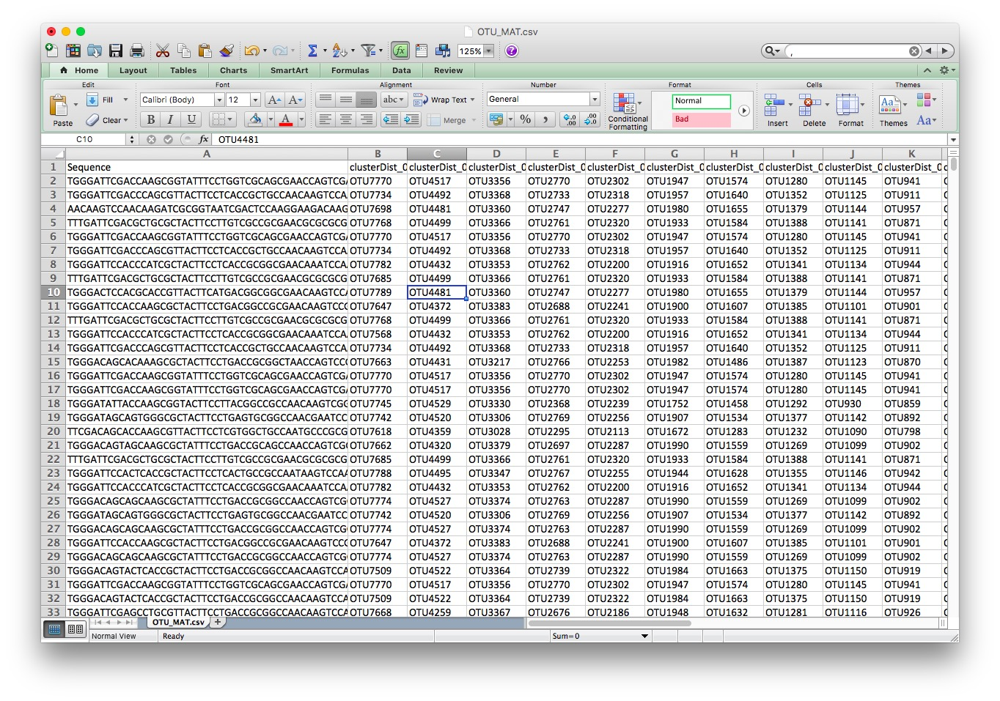 OTU_MAT.csv
125% ,
Home Layout Tables Charts SmartArt Formulas Data Review
Edit Font Alignment Number Format Cells Themes
Paste Fill Clear Calibri (Body) 12 A A abc Wrap Text General Normal
B I U A Merge % , .0 .00 Conditional Formatting Bad Insert Delete Format Themes Aa
C10 fx OTU4481
A B C D E F G H I J K
1 Sequence clusterDist_0 clusterDist_0 clusterDist_0 clusterDist_0 clusterDist_0 clusterDist_0 clusterDist_0 clusterDist_0 clusterDist_0 clusterDist_0
2 TGGGATTCGACCAAGCGGTATTTCCTGGTCGCAGCGAACCAGTCGA OTU7770 OTU4517 OTU3356 OTU2770 OTU2302 OTU1947 OTU1574 OTU1280 OTU1145 OTU941
3 TGGGATTCGACCCAGCGTTACTTCCTCACCGCTGCCAACAAGTCCA OTU7734 OTU4492 OTU3368 OTU2733 OTU2318 OTU1957 OTU1640 OTU1352 OTU1125 OTU911
4 AACAAGTCCAACAAGATCGCGGTAATCGACTCCAAGGAAGACAAG OTU7698 OTU4481 OTU3360 OTU2747 OTU2277 OTU1980 OTU1655 OTU1379 OTU1144 OTU957
5 TTTGATTCGACGCTGCGCTACTTCCTTGTCGCCGCGAACGCGCGCG OTU7768 OTU4499 OTU3366 OTU2761 OTU2320 OTU1933 OTU1584 OTU1388 OTU1141 OTU871
6 TGGGATTCGACCAAGCGGTATTTCCTGGTCGCAGCGAACCAGTCGA OTU7770 OTU4517 OTU3356 OTU2770 OTU2302 OTU1947 OTU1574 OTU1280 OTU1145 OTU941
7 TGGGATTCGACCCAGCGTTACTTCCTCACCGCTGCCAACAAGTCCA OTU7734 OTU4492 OTU3368 OTU2733 OTU2318 OTU1957 OTU1640 OTU1352 OTU1125 OTU911
8 TGGGATTCCACCCATCGCTACTTCCTCACCGCGGCGAACAAATCCA OTU7782 OTU4432 OTU3353 OTU2762 OTU2200 OTU1916 OTU1652 OTU1341 OTU1134 OTU944
9 TTTGATTCGACGCTGCGCTACTTCCTTGTCGCCGCGAACGCGCGCG OTU7685 OTU4499 OTU3366 OTU2761 OTU2320 OTU1933 OTU1584 OTU1388 OTU1141 OTU871
10 TGGGACTCCACGCACCGTTACTTCATGACGGCGGCGAACAAGTCCA OTU7789 OTU4481 OTU3360 OTU2747 OTU2277 OTU1980 OTU1655 OTU1379 OTU1144 OTU957
11 TGGGATTCCACCAAGCGCTACTTCCTGACGGCCGCGAACAAGTCCG OTU7647 OTU4372 OTU3383 OTU2688 OTU2241 OTU1900 OTU1607 OTU1385 OTU1101 OTU901
12 TTTGATTCGACGCTGCGCTACTTCCTTGTCGCCGCGAACGCGCGCG OTU7768 OTU4499 OTU3366 OTU2761 OTU2320 OTU1933 OTU1584 OTU1388 OTU1141 OTU871
13 TGGGATTCCACCCATCGCTACTTCCTCACCGCGGCGAACAAATCCA OTU7568 OTU4432 OTU3353 OTU2762 OTU2200 OTU1916 OTU1652 OTU1341 OTU1134 OTU944
14 TGGGATTCGACCCAGCGTTACTTCCTCACCGCTGCCAACAAGTCCA OTU7734 OTU4492 OTU3368 OTU2733 OTU2318 OTU1957 OTU1640 OTU1352 OTU1125 OTU911
15 TGGGACAGCACAAAGCGCTACTTCCTGACCGCGGCTAACCAGTCCG OTU7663 OTU4431 OTU3217 OTU2766 OTU2253 OTU1982 OTU1486 OTU1387 OTU1123 OTU870
16 TGGGATTCGACCAAGCGGTATTTCCTGGTCGCAGCGAACCAGTCGA OTU7770 OTU4517 OTU3356 OTU2770 OTU2302 OTU1947 OTU1574 OTU1280 OTU1145 OTU941
17 TGGGATTCGACCAAGCGGTATTTCCTGGTCGCAGCGAACCAGTCGA OTU7770 OTU4517 OTU3356 OTU2770 OTU2302 OTU1947 OTU1574 OTU1280 OTU1145 OTU941
18 TGGGATATTACCAAGCGGTACTTCCTTACGGCCGCCAACAAGTCGG OTU7745 OTU4529 OTU3330 OTU2368 OTU2239 OTU1752 OTU1458 OTU1292 OTU930 OTU859
19 TGGGATAGCAGTGGGCGCTACTTCCTGAGTGCGGCCAACGAATCC OTU7742 OTU4520 OTU3306 OTU2769 OTU2256 OTU1907 OTU1534 OTU1377 OTU1142 OTU892
20 TTCGACAGCACCAAGCGTTACTTCCTCGTGGCTGCCAATGCCCGCG OTU7618 OTU4359 OTU3028 OTU2295 OTU2113 OTU1672 OTU1283 OTU1232 OTU1090 OTU798
21 TGGGACAGTAGCAAGCGCTATTTCCTGACCGCAGCCAACCAGTCGG OTU7662 OTU4320 OTU3379 OTU2697 OTU2287 OTU1990 OTU1559 OTU1269 OTU1099 OTU902
22 TTTGATTCGACGCTGCGCTACTTCCTTGTCGCCGCGAACGCGCGCG OTU7685 OTU4499 OTU3366 OTU2761 OTU2320 OTU1933 OTU1584 OTU1388 OTU1141 OTU871
23 TGGGATTCCACTCACCGCTACTTCCTCACTGCCGCCAATAAGTCCAA OTU7788 OTU4495 OTU3347 OTU2767 OTU2255 OTU1944 OTU1628 OTU1355 OTU1146 OTU942
24 TGGGATTCCACCCATCGCTACTTCCTCACCGCGGCGAACAAATCCA OTU7782 OTU4432 OTU3353 OTU2762 OTU2200 OTU1916 OTU1652 OTU1341 OTU1134 OTU944
25 TGGGACAGCAGCAAGCGCTATTTCCTGACCGCGGCCAACCAGTCGG OTU7774 OTU4527 OTU3374 OTU2763 OTU2287 OTU1990 OTU1559 OTU1269 OTU1099 OTU902
26 TGGGATAGCAGTGGGCGCTACTTCCTGAGTGCGGCCAACGAATCC OTU7742 OTU4520 OTU3306 OTU2769 OTU2256 OTU1907 OTU1534 OTU1377 OTU1142 OTU892
27 TGGGACAGCAGCAAGCGCTATTTCCTGACCGCGGCCAACCAGTCGG OTU7774 OTU4527 OTU3374 OTU2763 OTU2287 OTU1990 OTU1559 OTU1269 OTU1099 OTU902
28 TGGGATTCCACCAAGCGCTACTTCCTGACGGCCGCGAACAAGTCCG OTU7647 OTU4372 OTU3383 OTU2688 OTU2241 OTU1900 OTU1607 OTU1385 OTU1101 OTU901
29 TGGGACAGCAGCAAGCGCTATTTCCTGACCGCGGCCAACCAGTCGG OTU7774 OTU4527 OTU3374 OTU2763 OTU2287 OTU1990 OTU1559 OTU1269 OTU1099 OTU902
30 TGGGACAGTACTCACCGCTACTTCCTGACCGCGGCCAACAAGTCCA OTU7509 OTU4522 OTU3364 OTU2739 OTU2322 OTU1984 OTU1663 OTU1375 OTU1150 OTU919
31 TGGGATTCGACCAAGCGGTATTTCCTGGTCGCAGCGAACCAGTCGA OTU7770 OTU4517 OTU3356 OTU2770 OTU2302 OTU1947 OTU1574 OTU1280 OTU1145 OTU941
32 TGGGACAGTACTCACCGCTACTTCCTGACCGCGGCCAACAAGTCCA OTU7509 OTU4522 OTU3364 OTU2739 OTU2322 OTU1984 OTU1663 OTU1375 OTU1150 OTU919
33 TGGGATTCGAGCCTGCGTTACTTCCTGACCGCGGCCAACAAGTCCA OTU7668 OTU4259 OTU3367 OTU2676 OTU2186 OTU1948 OTU1632 OTU1281 OTU1116 OTU926
OTU_MAT.csv +
Normal View Ready Sum=0